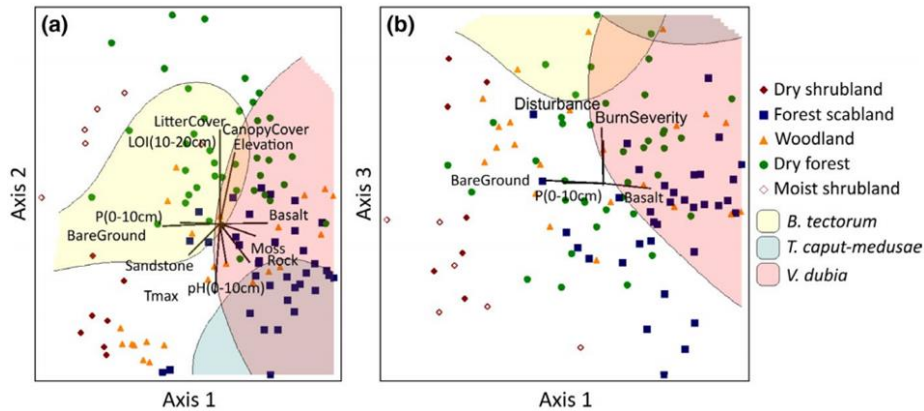 (a)
LitterCover
CanopyCover
LOI(10-20cm)
Elevation
P(0-10cm)
Basalt
BareGround
Moss
Sandstone
Rock
pH(0-10cm)
Tmax
Axis 2
Axis 1
(b)
Disturbance
BurnSeverity
BareGround
P(0-10cm)
Basalt
Axis 3
Axis 1
Dry shrubland
Forest scabland
Woodland
Dry forest
Moist shrubland
B. tectorum
T. caput-medusae
V. dubia